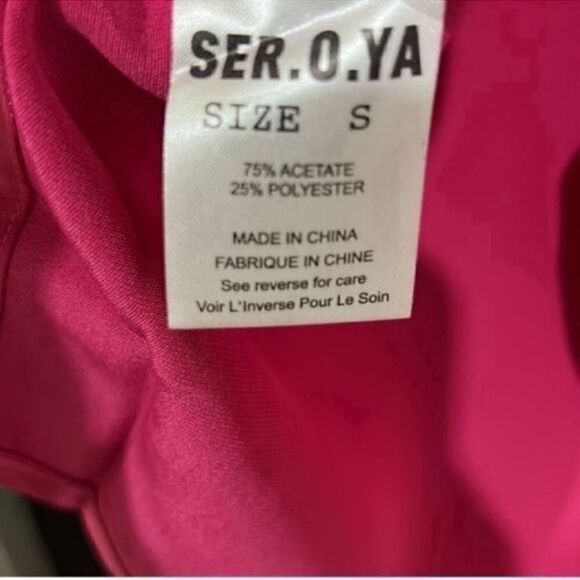 SER.O.YA
SIZE S
75% ACETATE
25% POLYESTER
MADE IN CHINA
FABRIQUE IN CHINE
See reverse for care
Voir L'Inverse Pour Le Soin